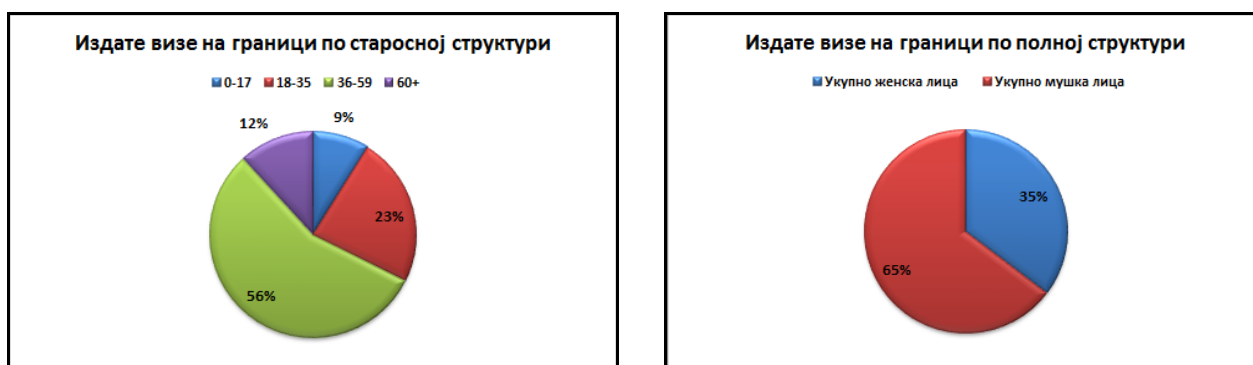 Издате визе на граници по старосној структури
0-17 18-35 36-59 60+
12%
9%
23%
56%
Издате визе на граници по полној структури
Укупно женска лица Укупно мушка лица
35%
65%